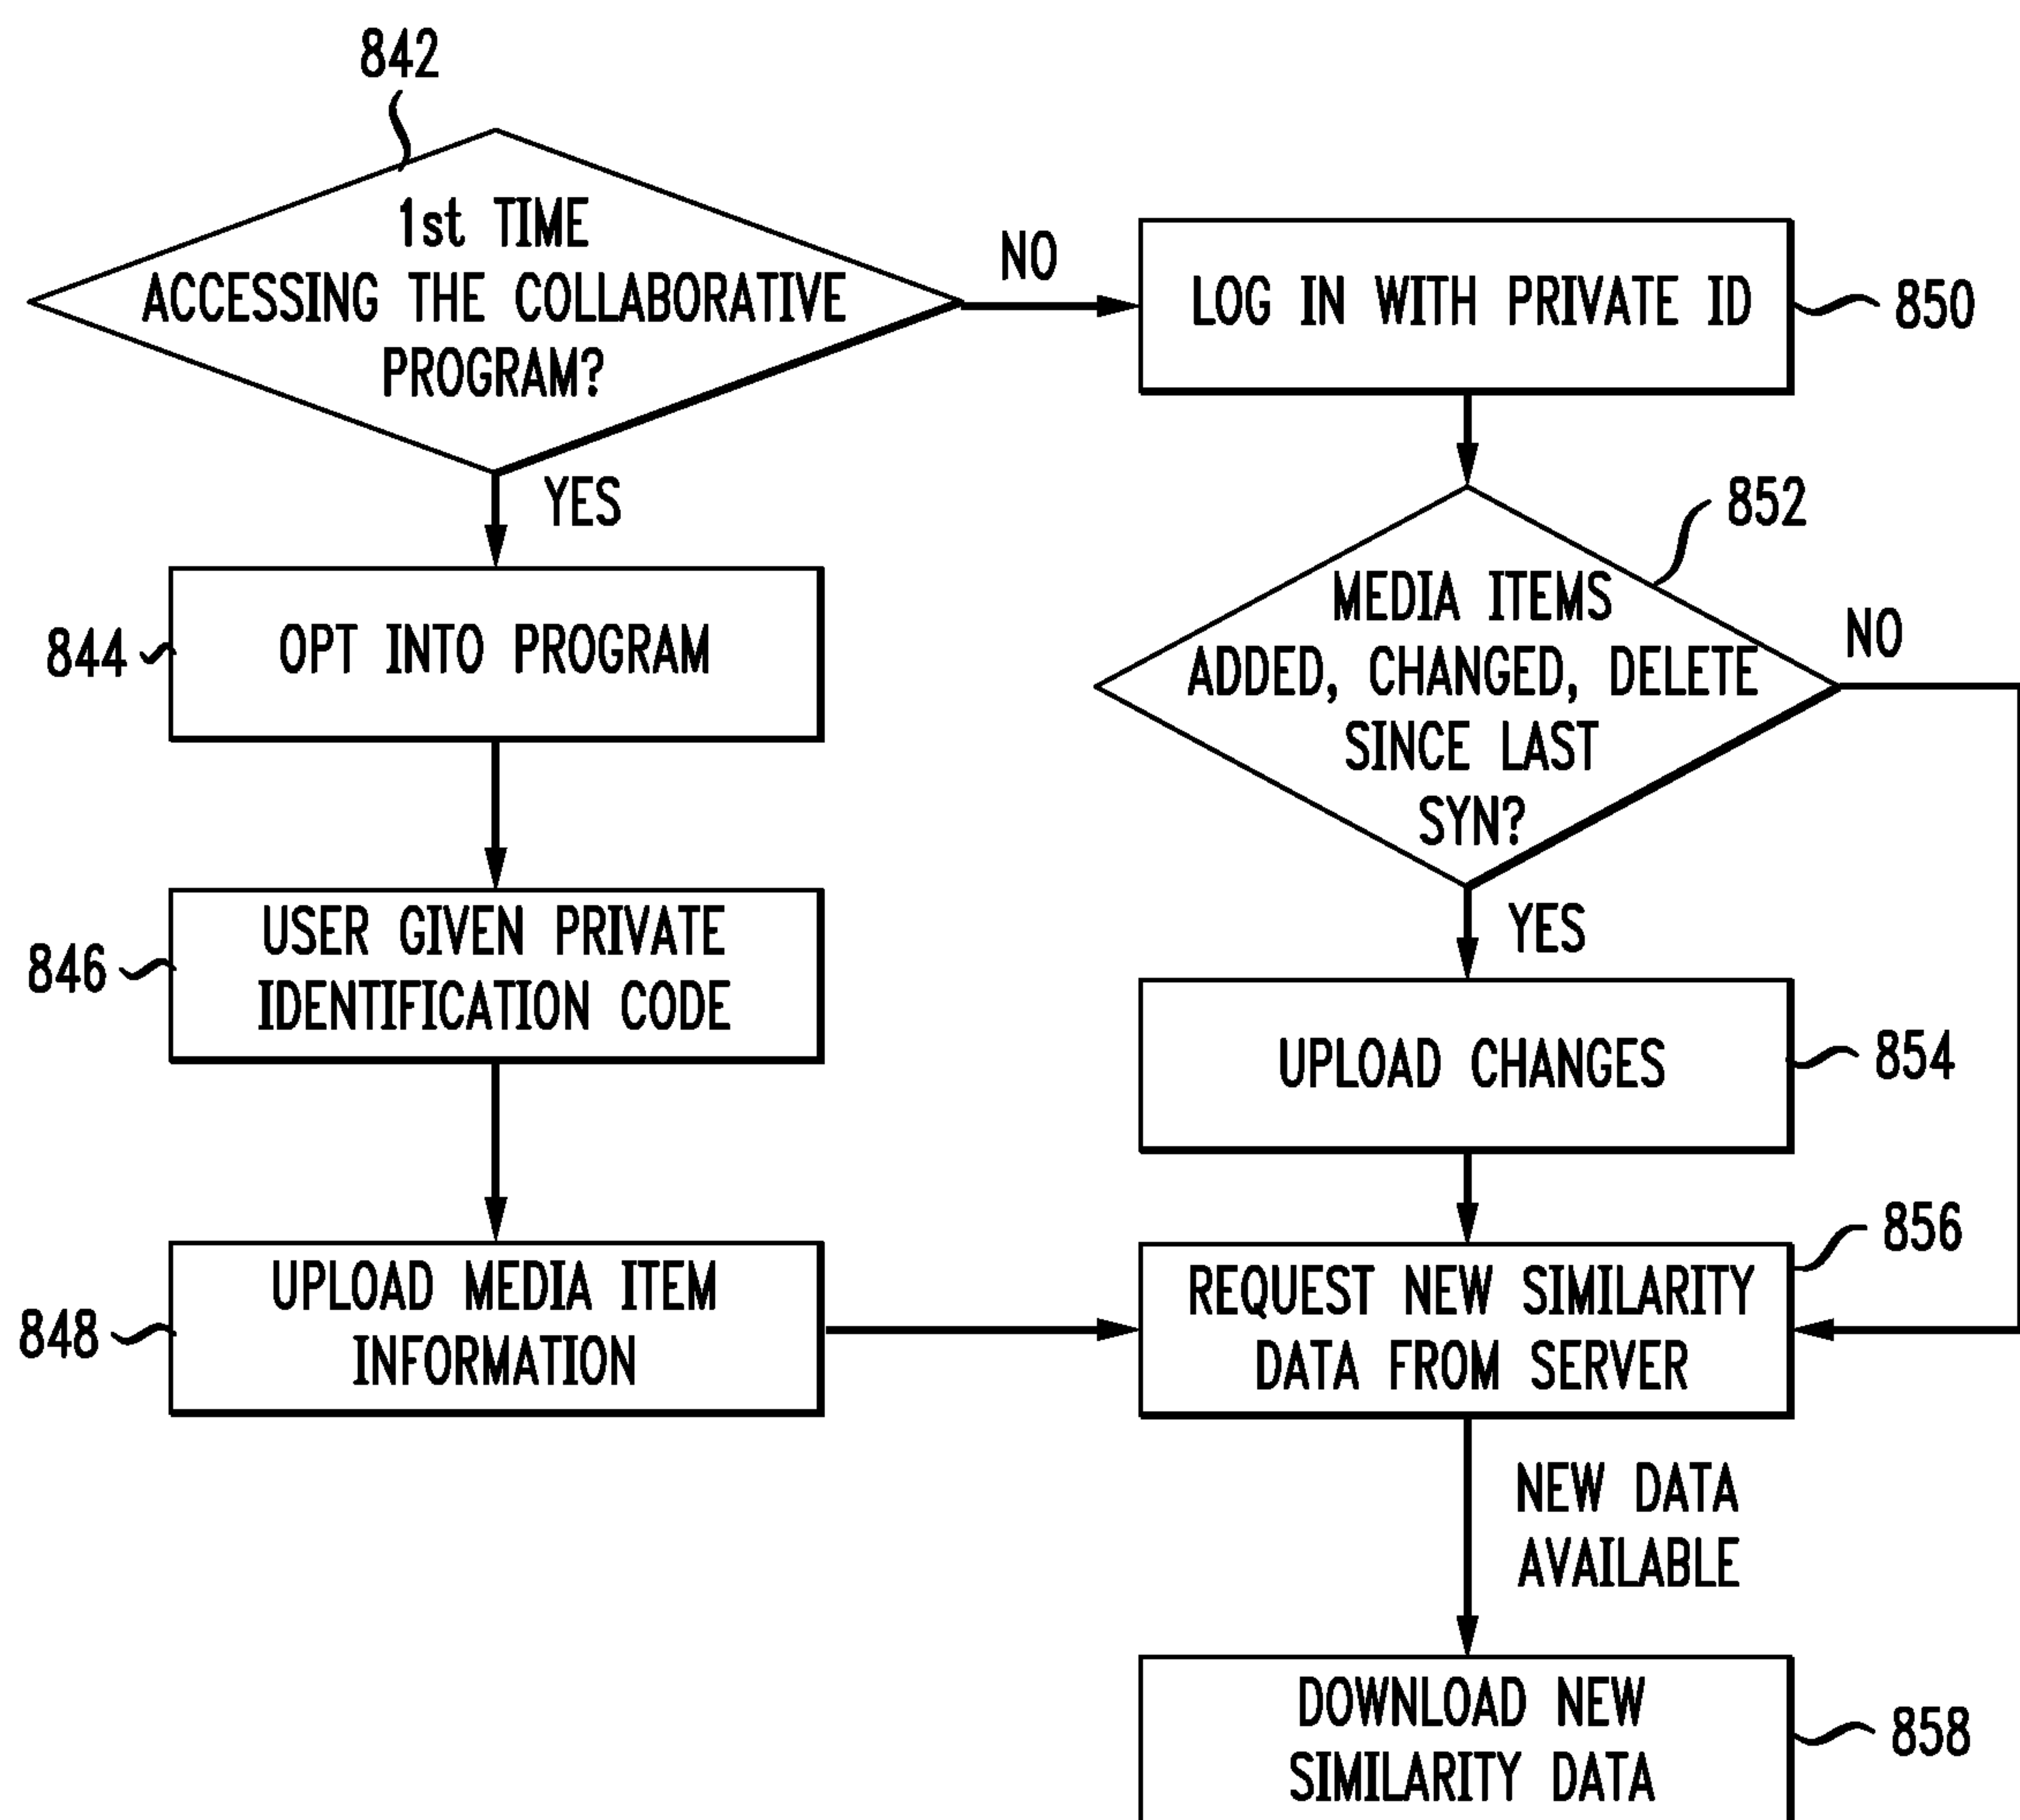 842
1st TIME
ACCESSING THE COLLABORATIVE
PROGRAM?
NO
LOG IN WITH PRIVATE ID
850
YES
852
MEDIA ITEMS
ADDED, CHANGED, DELETE
SINCE LAST
SYN?
NO
844
OPT INTO PROGRAM
846
USER GIVEN PRIVATE
IDENTIFICATION CODE
YES
UPLOAD CHANGES
854
848
UPLOAD MEDIA ITEM
INFORMATION
856
REQUEST NEW SIMILARITY
DATA FROM SERVER
NEW DATA
AVAILABLE
DOWNLOAD NEW
SIMILARITY DATA
858